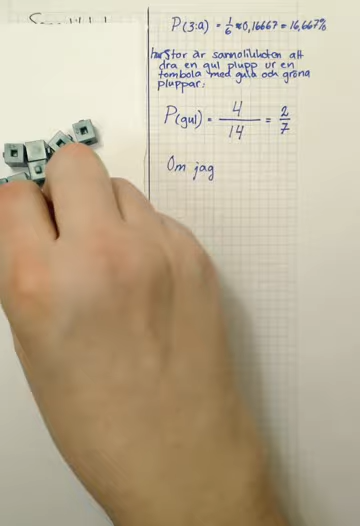 P(3:a) = 1/6 ≈ 0,16667 = 16,667%
hur stor är sannolikheten att
dra en gul plupp ur en
tombola med gula och gröna
pluppar:
P(gul) = 4/14 = 2/7
Om jag